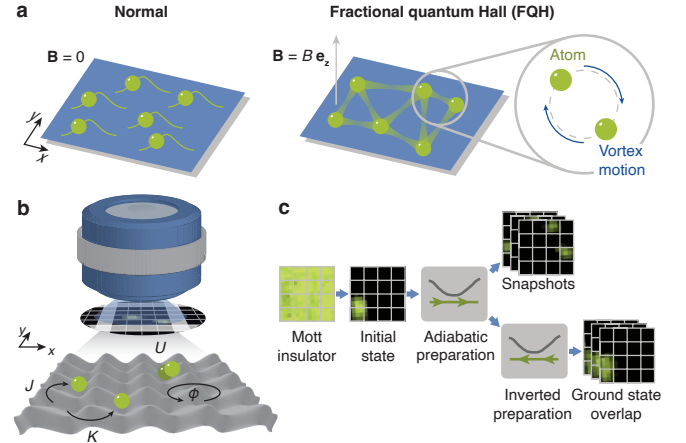 a
Normal
Fractional quantum Hall (FQH)
B = 0
B = B e_z
y
x
Atom
Vortex
motion
b
y
x
U
J
K
ϕ
c
Mott
insulator
Initial
state
Adiabatic
preparation
Snapshots
Inverted
preparation
Ground state
overlap